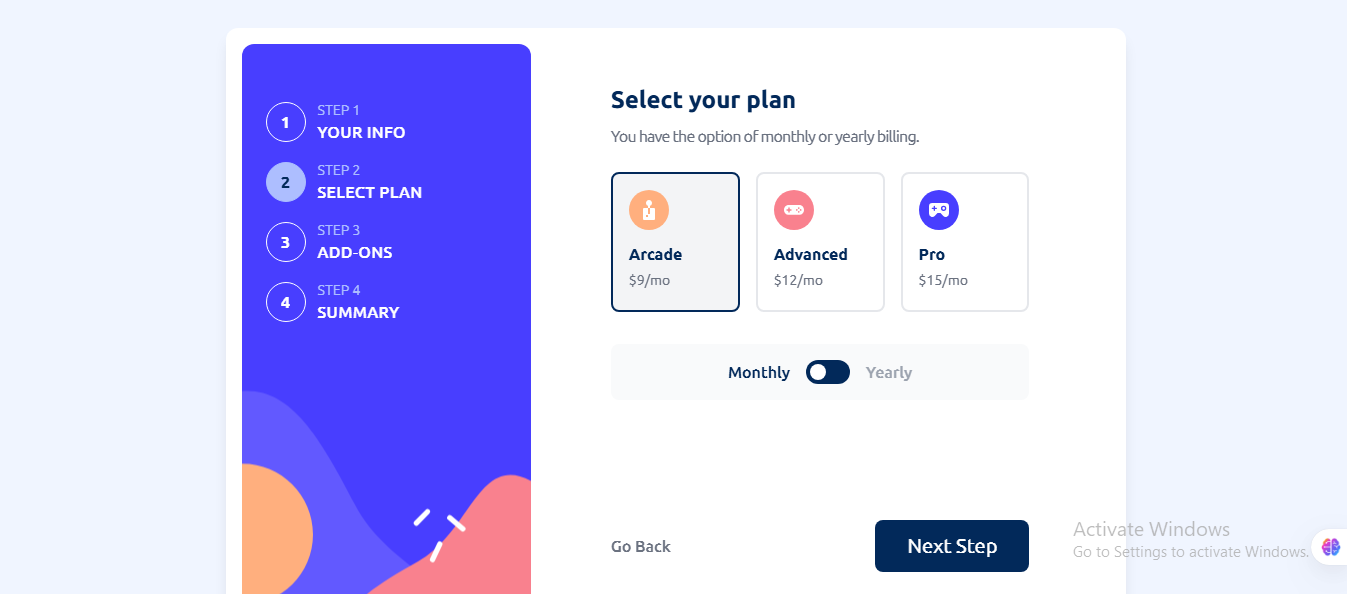 1
STEP 1
YOUR INFO
2
STEP 2
SELECT PLAN
3
STEP 3
ADD-ONS
4
STEP 4
SUMMARY
Select your plan
You have the option of monthly or yearly billing.
Arcade
$9/mo
Advanced
$12/mo
Pro
$15/mo
Monthly
Yearly
Go Back
Next Step
Activate Windows
Go to Settings to activate Windows.